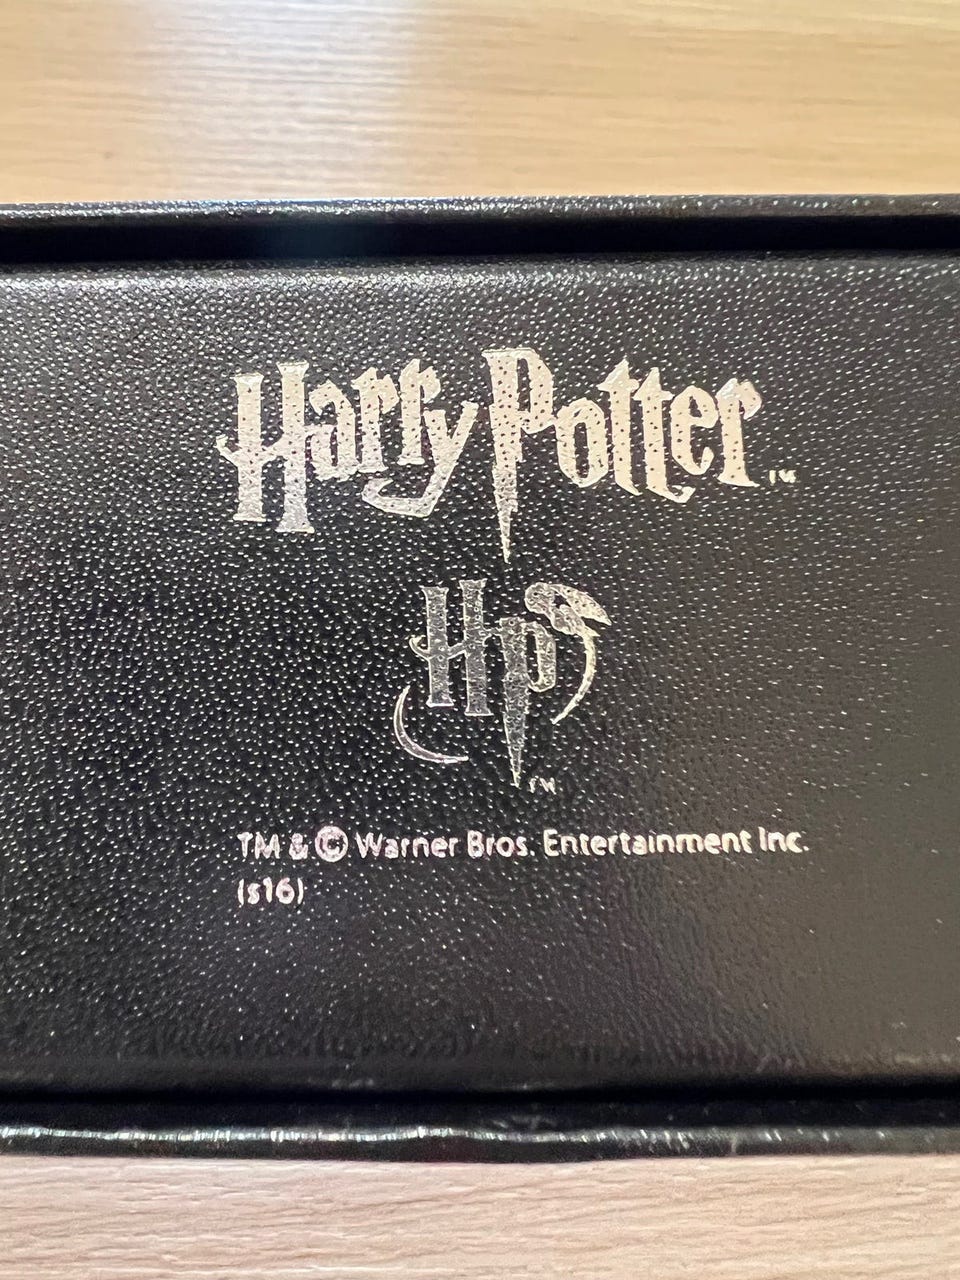 Harry Potter™
HP™
TM & © Warner Bros. Entertainment Inc.
(s16)